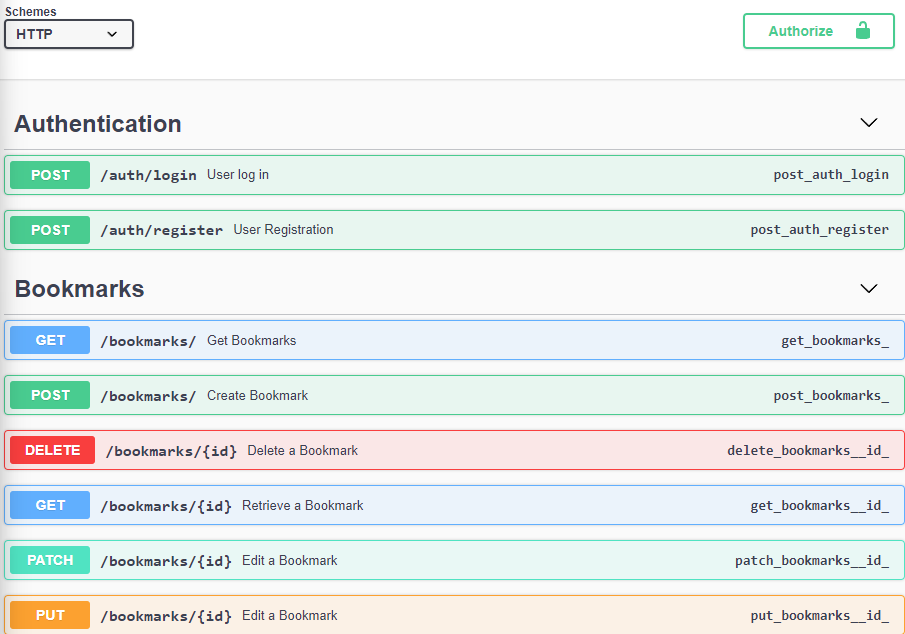 Schemes
HTTP
Authorize
Authentication
POST /auth/login User log in post_auth_login
POST /auth/register User Registration post_auth_register
Bookmarks
GET /bookmarks/ Get Bookmarks get_bookmarks_
POST /bookmarks/ Create Bookmark post_bookmarks_
DELETE /bookmarks/{id} Delete a Bookmark delete_bookmarks__id_
GET /bookmarks/{id} Retrieve a Bookmark get_bookmarks__id_
PATCH /bookmarks/{id} Edit a Bookmark patch_bookmarks__id_
PUT /bookmarks/{id} Edit a Bookmark put_bookmarks__id_